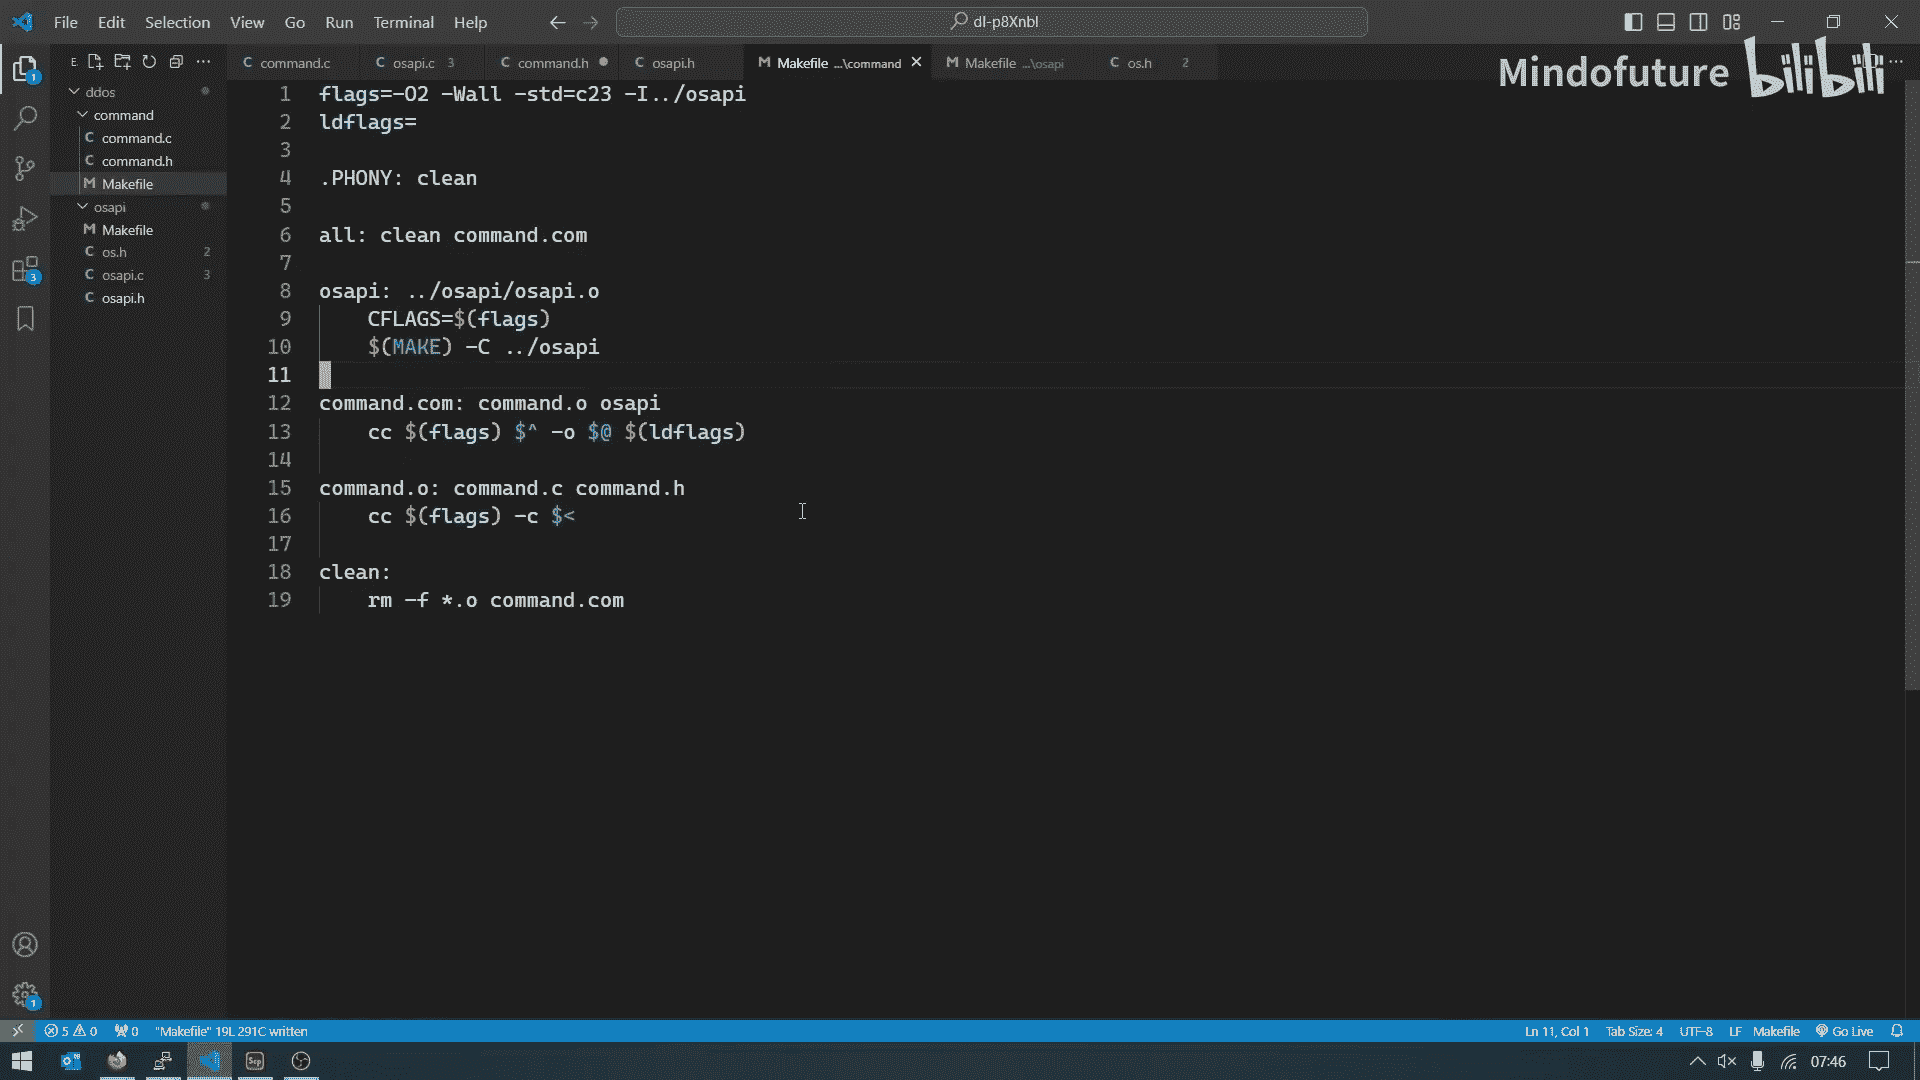 File Edit Selection View Go Run Terminal Help
dl-p8Xnbl
Mindofuture bilibili
E
command.c
osapi.c 3
command.h
osapi.h
Makefile ...\command
Makefile ...\osapi
os.h 2
ddos
command
command.c
command.h
Makefile
osapi
Makefile
os.h 2
osapi.c 3
osapi.h
1
3
1
1 flags=-O2 -Wall -std=c23 -I../osapi
2 ldflags=
3
4 .PHONY: clean
5
6 all: clean command.com
7
8 osapi: ../osapi/osapi.o
9 CFLAGS=$(flags)
10 $(MAKE) -C ../osapi
11
12 command.com: command.o osapi
13 cc $(flags) $^ -o $@ $(ldflags)
14
15 command.o: command.c command.h
16 cc $(flags) -c $<
17
18 clean:
19 rm -f *.o command.com
5 0 0 "Makefile" 19L 291C written
Ln 11, Col 1 Tab Size: 4 UTF-8 LF Makefile Go Live
07:46